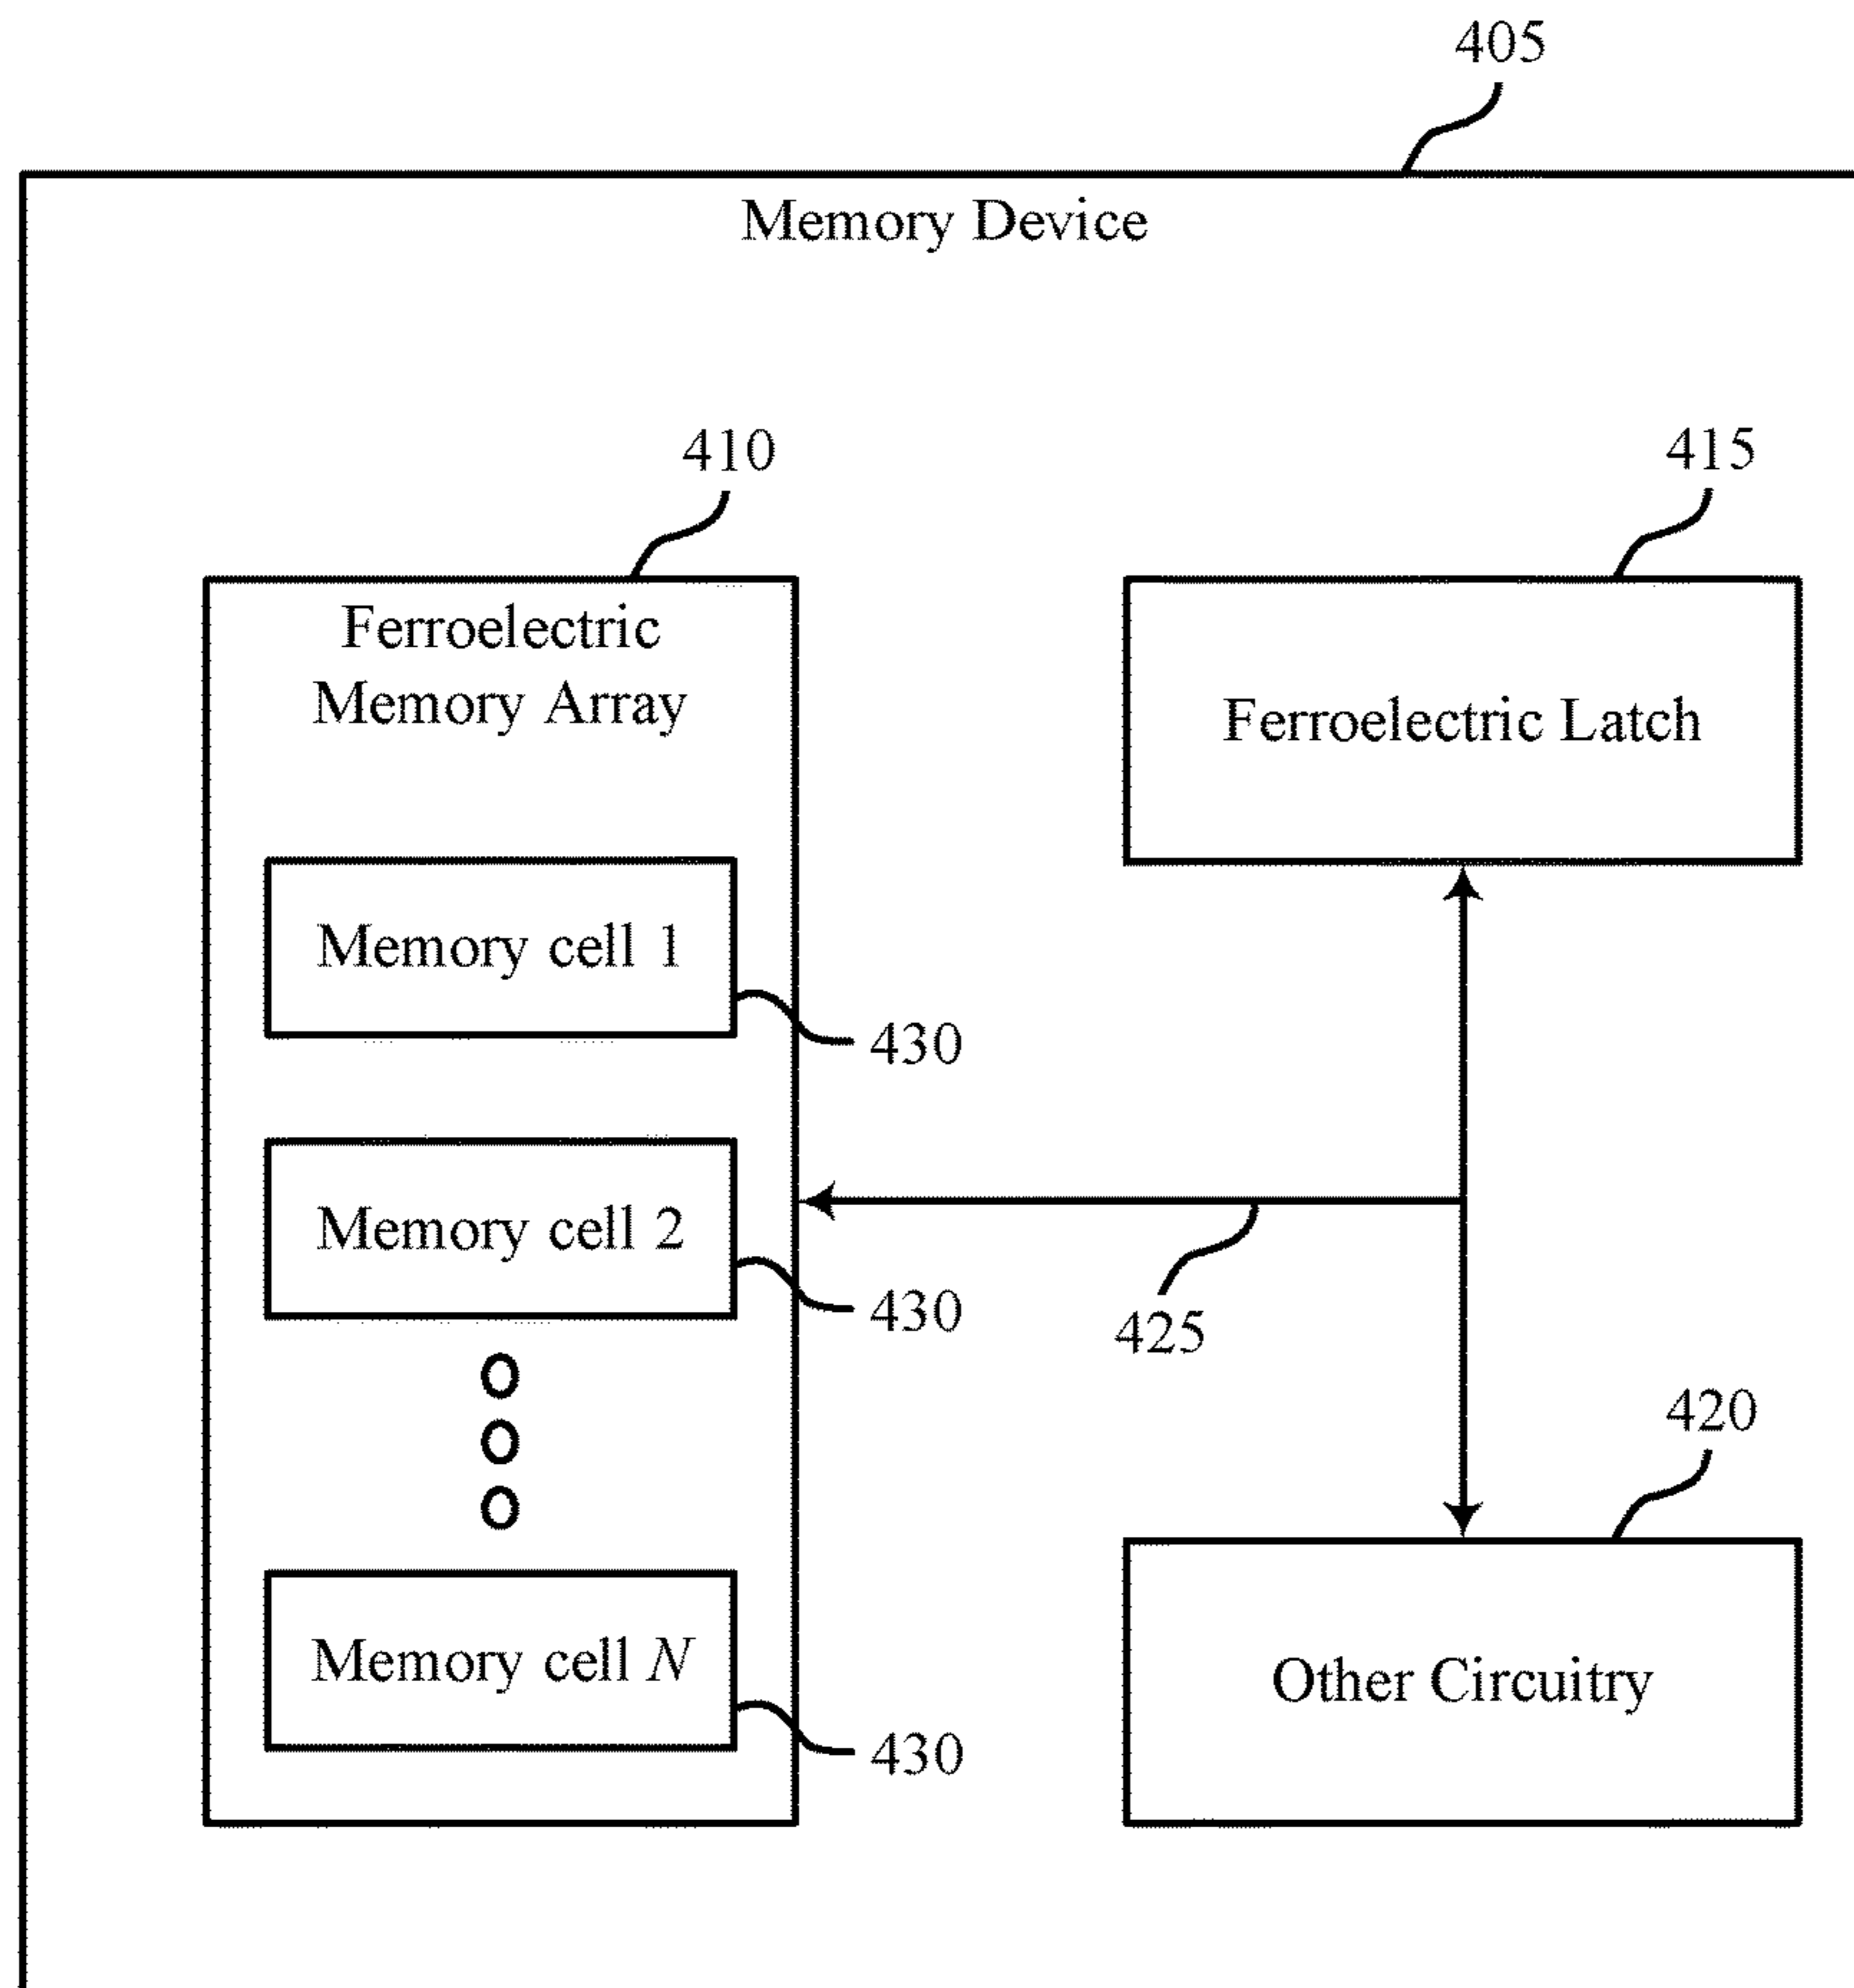 405
Memory Device
410
415
Ferroelectric
Memory Array
Ferroelectric Latch
Memory cell 1
430
Memory cell 2
430
425
420
Memory cell N
Other Circuitry
430